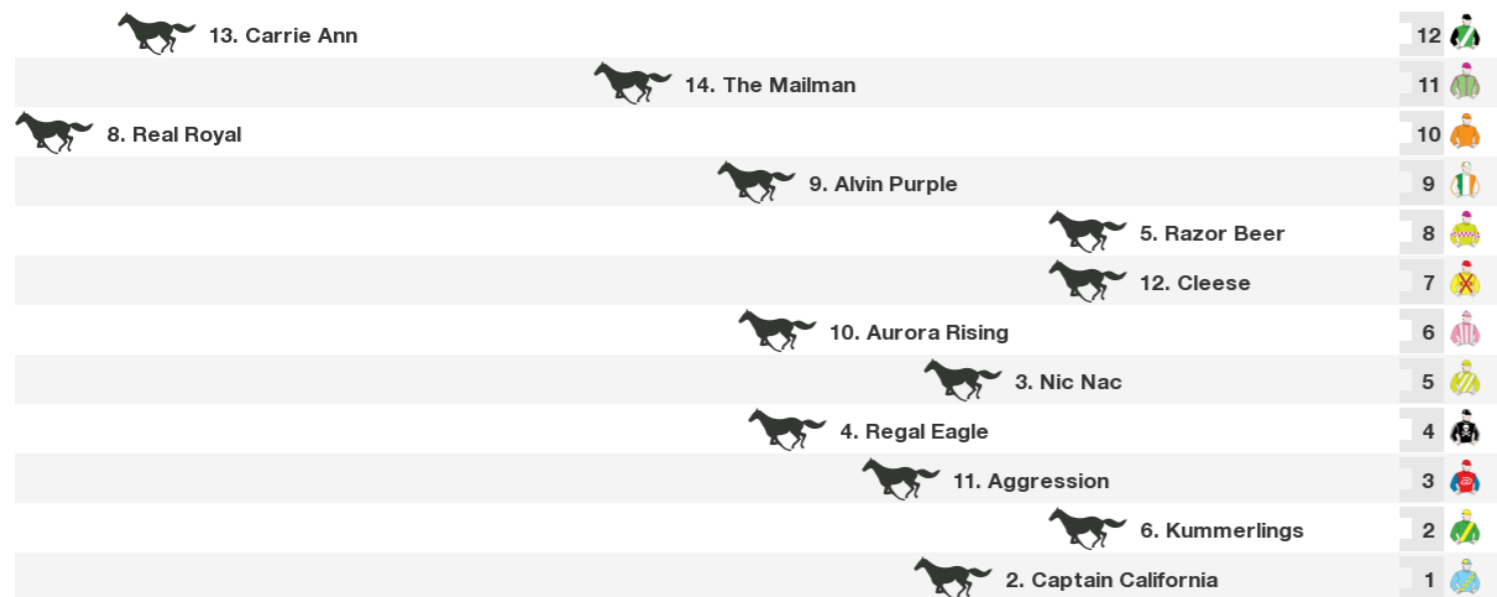 13. Carrie Ann 12
14. The Mailman 11
8. Real Royal 10
9. Alvin Purple 9
5. Razor Beer 8
12. Cleese 7
10. Aurora Rising 6
3. Nic Nac 5
4. Regal Eagle 4
11. Aggression 3
6. Kummerlings 2
2. Captain California 1